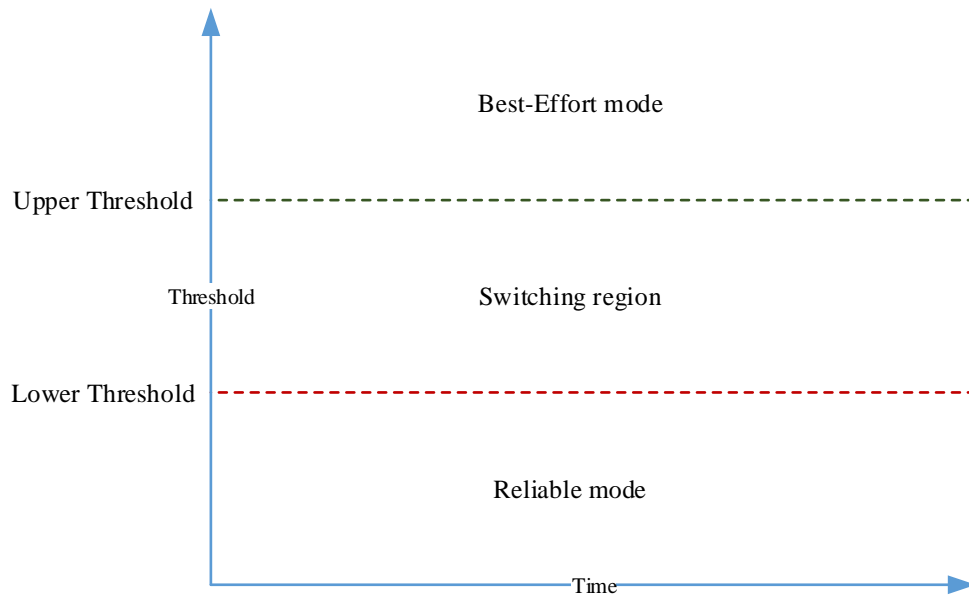 Best-Effort mode
Upper Threshold
Threshold
Switching region
Lower Threshold
Reliable mode
Time